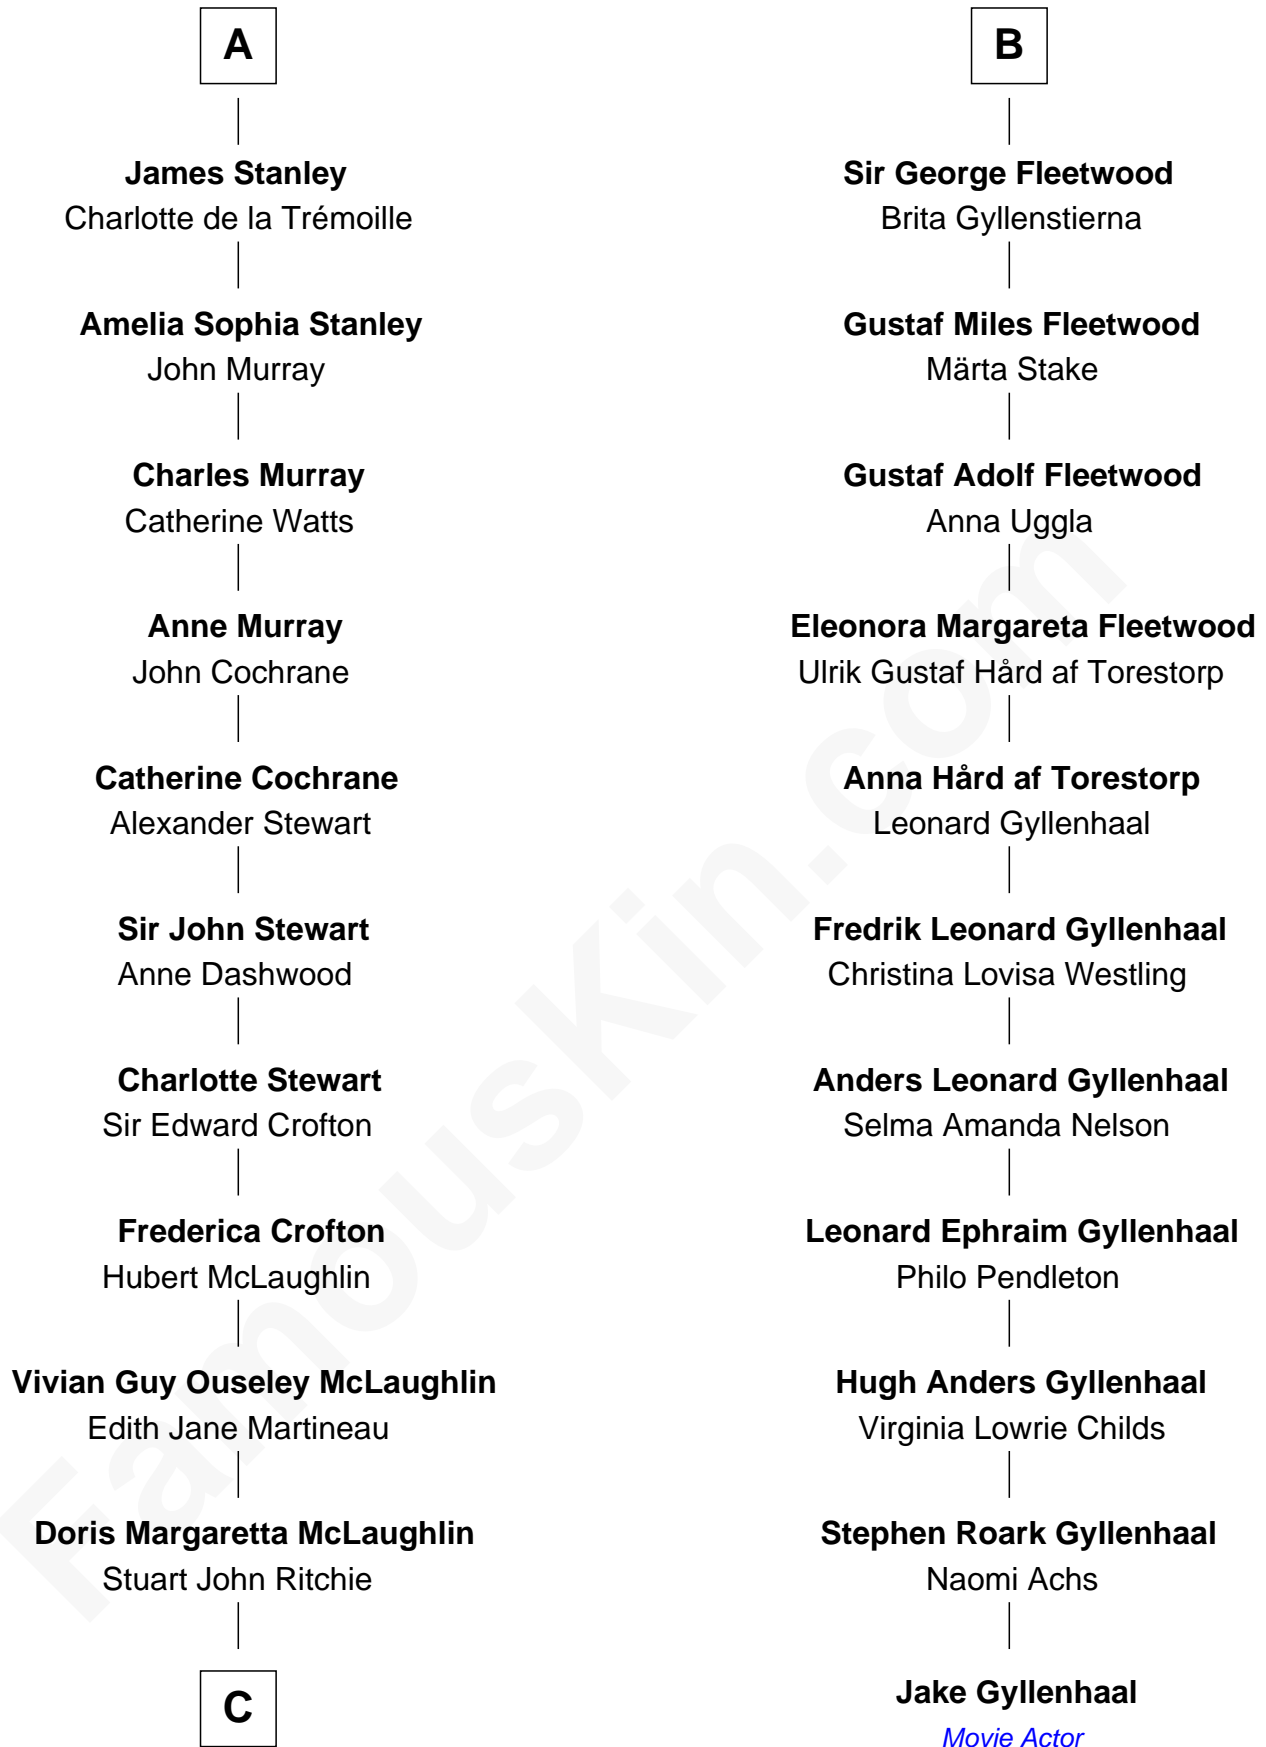 A
James Stanley
Charlotte de la Trémoille
Amelia Sophia Stanley
John Murray
Charles Murray
Catherine Watts
Anne Murray
John Cochrane
Catherine Cochrane
Alexander Stewart
Sir John Stewart
Anne Dashwood
Charlotte Stewart
Sir Edward Crofton
Frederica Crofton
Hubert McLaughlin
Vivian Guy Ouseley McLaughlin
Edith Jane Martineau
Doris Margaretta McLaughlin
Stuart John Ritchie
C
B
Sir George Fleetwood
Brita Gyllenstierna
Gustaf Miles Fleetwood
Märta Stake
Gustaf Adolf Fleetwood
Anna Uggla
Eleonora Margareta Fleetwood
Ulrik Gustaf Hård af Torestorp
Anna Hård af Torestorp
Leonard Gyllenhaal
Fredrik Leonard Gyllenhaal
Christina Lovisa Westling
Anders Leonard Gyllenhaal
Selma Amanda Nelson
Leonard Ephraim Gyllenhaal
Philo Pendleton
Hugh Anders Gyllenhaal
Virginia Lowrie Childs
Stephen Roark Gyllenhaal
Naomi Achs
Jake Gyllenhaal
Movie Actor
FamousKin.com